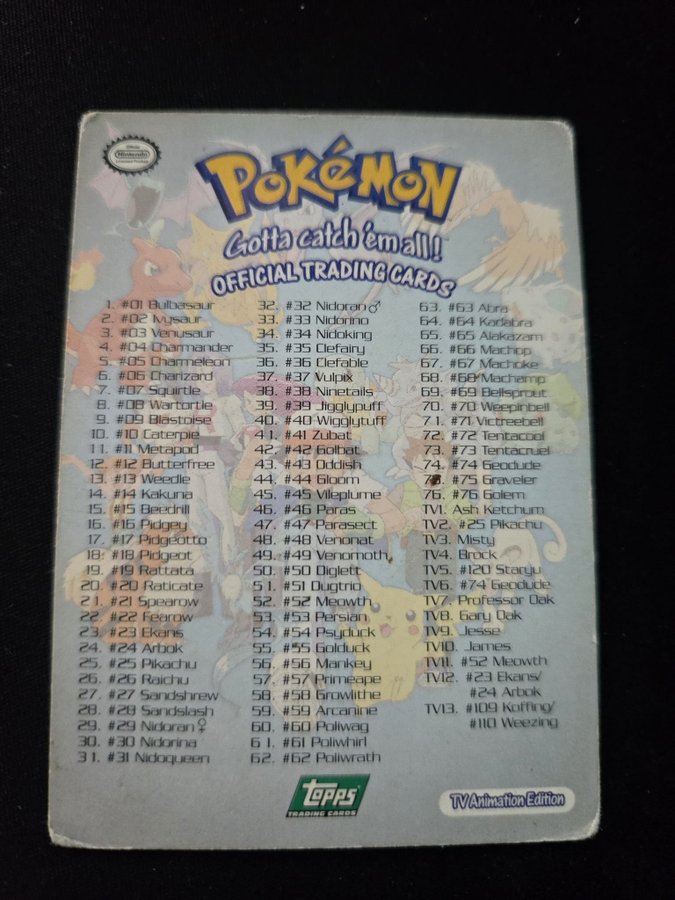 Official
Nintendo
Licensed Product
POKéMON
Gotta catch 'em all!
OFFICIAL TRADING CARDS
1. #01 Bulbasaur
2. #02 Ivysaur
3. #03 Venusaur
4. #04 Charmander
5. #05 Charmeleon
6. #06 Charizard
7. #07 Squirtle
8. #08 Wartortle
9. #09 Blastoise
10. #10 Caterpie
11. #11 Metapod
12. #12 Butterfree
13. #13 Weedle
14. #14 Kakuna
15. #15 Beedrill
16. #16 Pidgey
17. #17 Pidgeotto
18. #18 Pidgeot
19. #19 Rattata
20. #20 Raticate
21. #21 Spearow
22. #22 Fearow
23. #23 Ekans
24. #24 Arbok
25. #25 Pikachu
26. #26 Raichu
27. #27 Sandshrew
28. #28 Sandslash
29. #29 Nidoran♀
30. #30 Nidorina
31. #31 Nidoqueen
32. #32 Nidoran♂
33. #33 Nidorino
34. #34 Nidoking
35. #35 Clefairy
36. #36 Clefable
37. #37 Vulpix
38. #38 Ninetails
39. #39 Jigglypuff
40. #40 Wigglytuff
41. #41 Zubat
42. #42 Golbat
43. #43 Oddish
44. #44 Gloom
45. #45 Vileplume
46. #46 Paras
47. #47 Parasect
48. #48 Venonat
49. #49 Venomoth
50. #50 Diglett
51. #51 Dugtrio
52. #52 Meowth
53. #53 Persian
54. #54 Psyduck
55. #55 Golduck
56. #56 Mankey
57. #57 Primeape
58. #58 Growlithe
59. #59 Arcanine
60. #60 Poliwag
61. #61 Poliwhirl
62. #62 Poliwrath
63. #63 Abra
64. #64 Kadabra
65. #65 Alakazam
66. #66 Machop
67. #67 Machoke
68. #68 Machamp
69. #69 Bellsprout
70. #70 Weepinbell
71. #71 Victreebell
72. #72 Tentacool
73. #73 Tentacruel
74. #74 Geodude
75. #75 Graveler
76. #76 Golem
TV1. Ash Ketchum
TV2. #25 Pikachu
TV3. Misty
TV4. Brock
TV5. #120 Staryu
TV6. #74 Geodude
TV7. Professor Oak
TV8. Gary Oak
TV9. Jesse
TV10. James
TV11. #52 Meowth
TV12. #23 Ekans/
#24 Arbok
TV13. #109 Koffing/
#110 Weezing
Topps
TRADING CARDS
TV Animation Edition